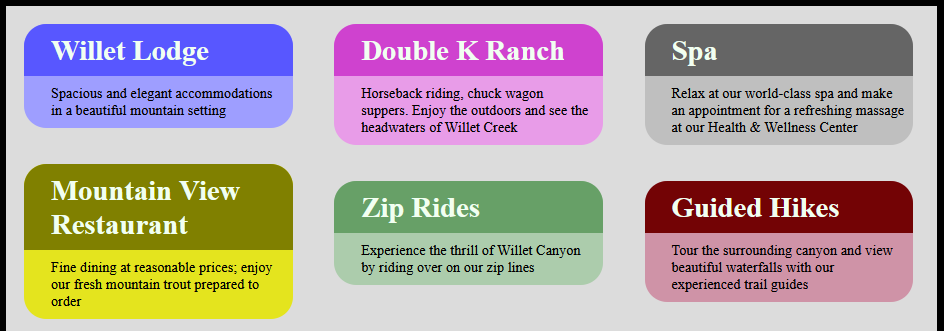 Willet Lodge
Spacious and elegant accommodations
in a beautiful mountain setting
Double K Ranch
Horseback riding, chuck wagon
suppers. Enjoy the outdoors and see the
headwaters of Willet Creek
Spa
Relax at our world-class spa and make
an appointment for a refreshing massage
at our Health & Wellness Center
Mountain View
Restaurant
Fine dining at reasonable prices; enjoy
our fresh mountain trout prepared to
order
Zip Rides
Experience the thrill of Willet Canyon
by riding over on our zip lines
Guided Hikes
Tour the surrounding canyon and view
beautiful waterfalls with our
experienced trail guides